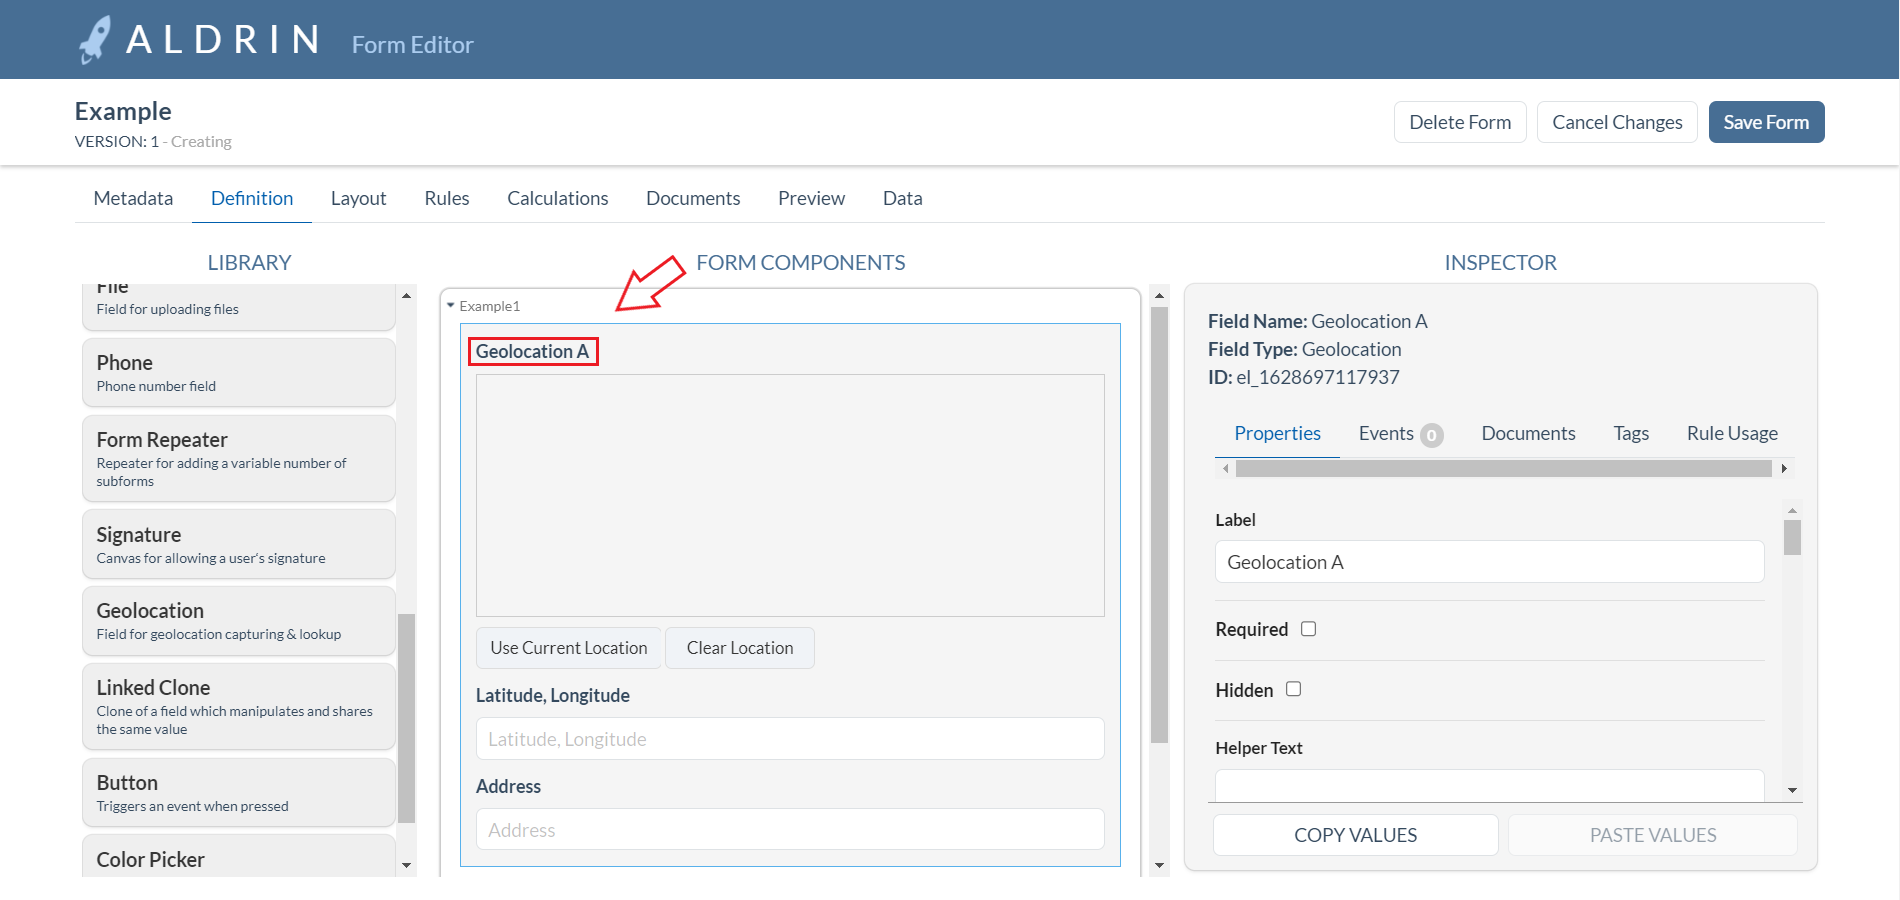 ALDRIN Form Editor
Example
VERSION: 1 - Creating
Delete Form
Cancel Changes
Save Form
Metadata
Definition
Layout
Rules
Calculations
Documents
Preview
Data
LIBRARY
File
Field for uploading files
Phone
Phone number field
Form Repeater
Repeater for adding a variable number of
subforms
Signature
Canvas for allowing a user's signature
Geolocation
Field for geolocation capturing & lookup
Linked Clone
Clone of a field which manipulates and shares
the same value
Button
Triggers an event when pressed
Color Picker
FORM COMPONENTS
Example1
Geolocation A
Use Current Location
Clear Location
Latitude, Longitude
Latitude, Longitude
Address
Address
INSPECTOR
Field Name: Geolocation A
Field Type: Geolocation
ID: el_1628697117937
Properties
Events 0
Documents
Tags
Rule Usage
Label
Geolocation A
Required
Hidden
Helper Text
COPY VALUES
PASTE VALUES